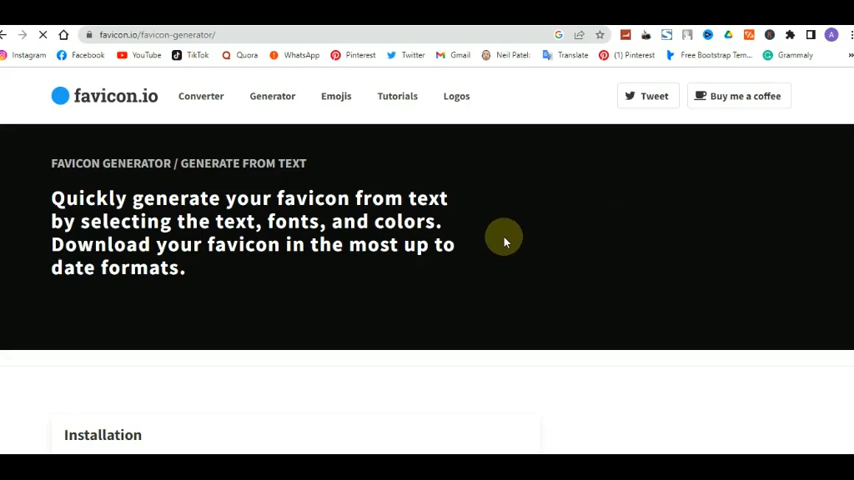 favicon.io/favicon-generator/
Instagram Facebook YouTube TikTok Quora WhatsApp Pinterest Twitter Gmail Neil Patel: Translate (1) Pinterest Free Bootstrap Tem... Grammaly
favicon.io Converter Generator Emojis Tutorials Logos Tweet Buy me a coffee
FAVICON GENERATOR / GENERATE FROM TEXT
Quickly generate your favicon from text
by selecting the text, fonts, and colors.
Download your favicon in the most up to
date formats.
Installation